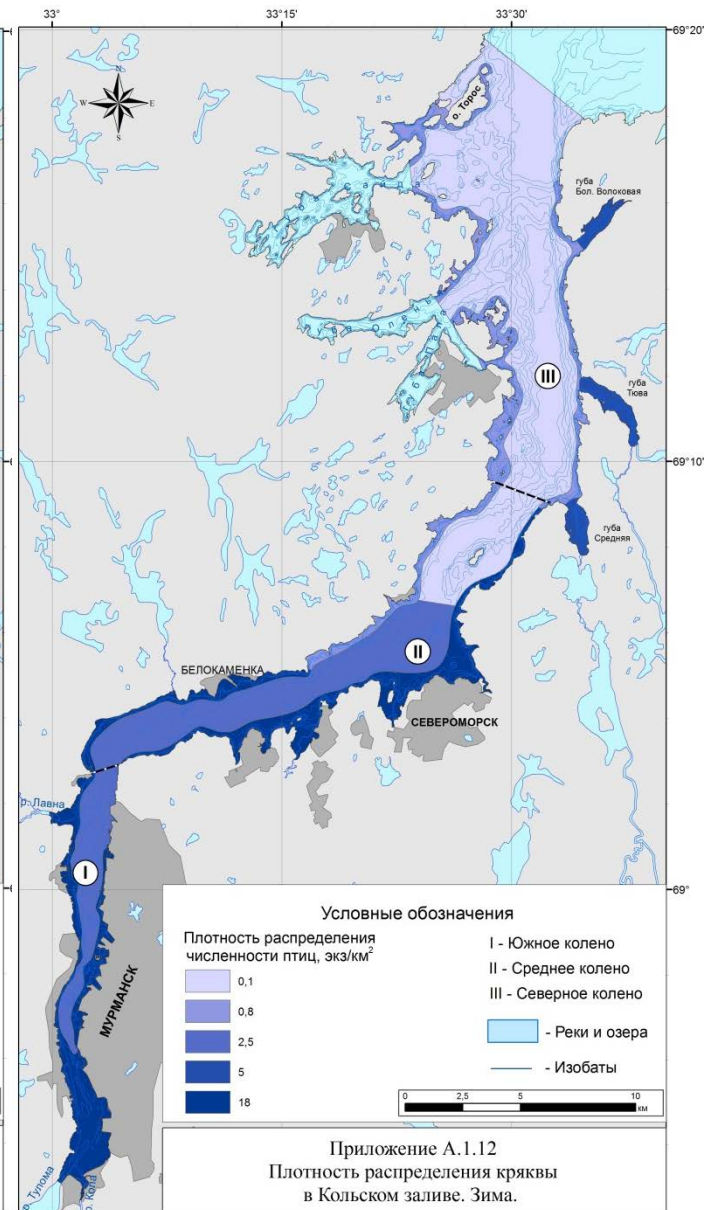 33°
33°15'
33°30'
69°20'
N
W
E
S
о. Торос
губа
Бол. Волоковая
III
губа
Тюва
69°10'
губа
Средняя
II
БЕЛОКАМЕНКА
СЕВЕРОМОРСК
р. Лавна
I
69°
МУРМАНСК
р. Тулома
р. Кола
Условные обозначения
Плотность распределения
численности птиц, экз/км²
0,1
0,8
2,5
5
18
I - Южное колено
II - Среднее колено
III - Северное колено
- Реки и озера
- Изобаты
0 2,5 5 10
км
Приложение А.1.12
Плотность распределения кряквы
в Кольском заливе. Зима.